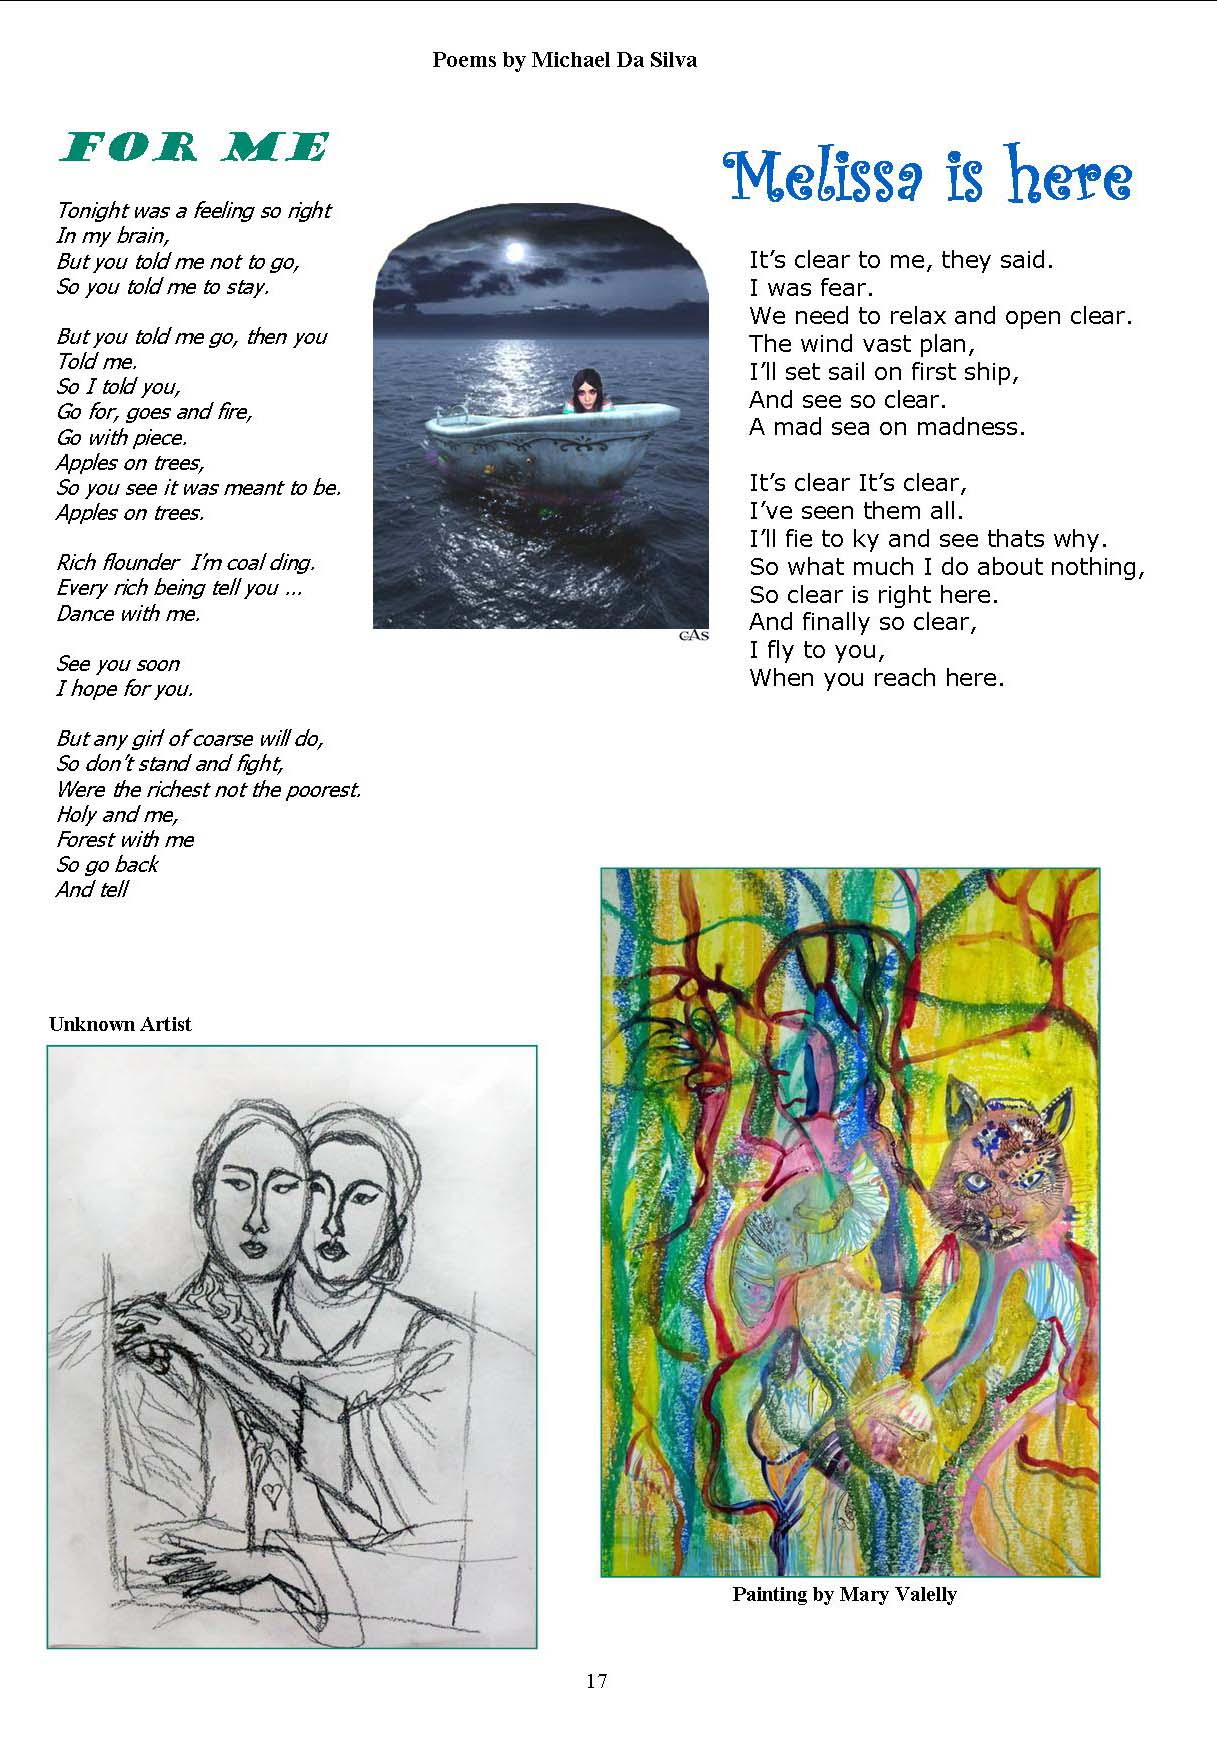 Poems by Michael Da Silva
FOR ME
Tonight was a feeling so right
In my brain,
But you told me not to go,
So you told me to stay.
But you told me go, then you
Told me.
So I told you,
Go for, goes and fire,
Go with piece.
Apples on trees,
So you see it was meant to be.
Apples on trees.
Rich flounder  I'm coal ding.
Every rich being tell you ...
Dance with me.
See you soon
I hope for you.
But any girl of coarse will do,
So don't stand and fight,
Were the richest not the poorest.
Holy and me,
Forest with me
So go back
And tell
CAS
Melissa is here
It's clear to me, they said.
I was fear.
We need to relax and open clear.
The wind vast plan,
I'll set sail on first ship,
And see so clear.
A mad sea on madness.
It's clear It's clear,
I've seen them all.
I'll fie to ky and see thats why.
So what much I do about nothing,
So clear is right here.
And finally so clear,
I fly to you,
When you reach here.
Unknown Artist
Painting by Mary Valelly
17